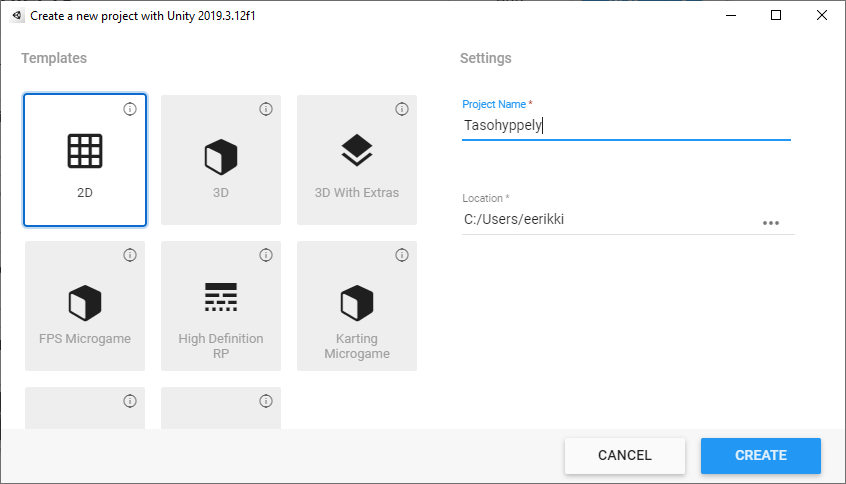 Create a new project with Unity 2019.3.12f1
Templates
Settings
2D
3D
3D With Extras
FPS Microgame
High Definition
RP
Karting
Microgame
Project Name *
Tasohyppely
Location *
C:/Users/eerikki
CANCEL
CREATE